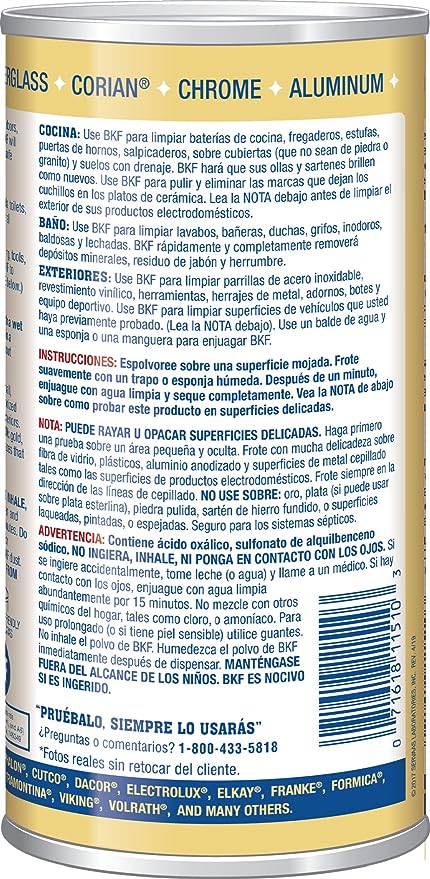 ERGLASS ✦ CORIAN® ✦ CHROME ✦ ALUMINUM ✦
COCINA: Use BKF para limpiar baterías de cocina, fregaderos, estufas,
puertas de hornos, salpicaderos, sobre cubiertas (que no sean de piedra o
granito) y suelos con drenaje. BKF hará que sus ollas y sartenes brillen
como nuevos. Use BKF para pulir y eliminar las marcas que dejan los
cuchillos en los platos de cerámica. Lea la NOTA debajo antes de limpiar el
exterior de sus productos electrodomésticos.
BAÑO: Use BKF para limpiar lavabos, bañeras, duchas, grifos, inodoros,
baldosas y lechadas. BKF rápidamente y completamente removerá
depósitos minerales, residuo de jabón y herrumbre.
EXTERIORES: Use BKF para limpiar parrillas de acero inoxidable,
revestimiento vinílico, herramientas, herrajes de metal, adornos, botes y
equipo deportivo. Use BKF para limpiar superficies de vehículos que usted
haya previamente probado. (Lea la NOTA debajo). Use un balde de agua y
una esponja o una manguera para enjuagar BKF.
INSTRUCCIONES: Espolvoree sobre una superficie mojada. Frote
suavemente con un trapo o esponja húmeda. Después de un minuto,
enjuague con agua limpia y seque completamente. Vea la NOTA de abajo
sobre como probar este producto en superficies delicadas.
NOTA: PUEDE RAYAR U OPACAR SUPERFICIES DELICADAS. Haga primero
una prueba sobre un área pequeña y oculta. Frote con mucha delicadeza sobre
fibra de vidrio, plásticos, aluminio anodizado y superficies de metal cepillado
tales como las superficies de productos electrodomésticos. Frote siempre en la
dirección de las líneas de cepillado. NO USE SOBRE: oro, plata (si puede usar
sobre plata esterlina), piedra pulida, sartén de hierro fundido, o superficies
laqueadas, pintadas, o espejadas. Seguro para los sistemas sépticos.
ADVERTENCIA: Contiene ácido oxálico, sulfonato de alquilbenceno
sódico. NO INGIERA, INHALE, NI PONGA EN CONTACTO CON LOS OJOS. Si
se ingiere accidentalmente, tome leche (o agua) y llame a un médico. Si hay
contacto con los ojos, enjuague con agua limpia
abundantemente por 15 minutos. No mezcle con otros
químicos del hogar, tales como cloro, o amoníaco. Para
uso prolongado (o si tiene piel sensible) utilice guantes.
No inhale el polvo de BKF. Humedezca el polvo de BKF
inmediatamente después de dispensar. MANTÉNGASE
FUERA DEL ALCANCE DE LOS NIÑOS. BKF ES NOCIVO
SI ES INGERIDO.
"PRUÉBALO, SIEMPRE LO USARÁS"
¿Preguntas o comentarios? 1-800-433-5818
*Fotos reales sin retocar del cliente.
0 71618 11510 3
© 2017 SERVAAS LABORATORIES, INC. REV. 4/19
HALON®, CUTCO®, DACOR®, ELECTROLUX®, ELKAY®, FRANKE®, FORMICA®,
TRAMONTINA®, VIKING®, VOLRATH®, AND MANY OTHERS.